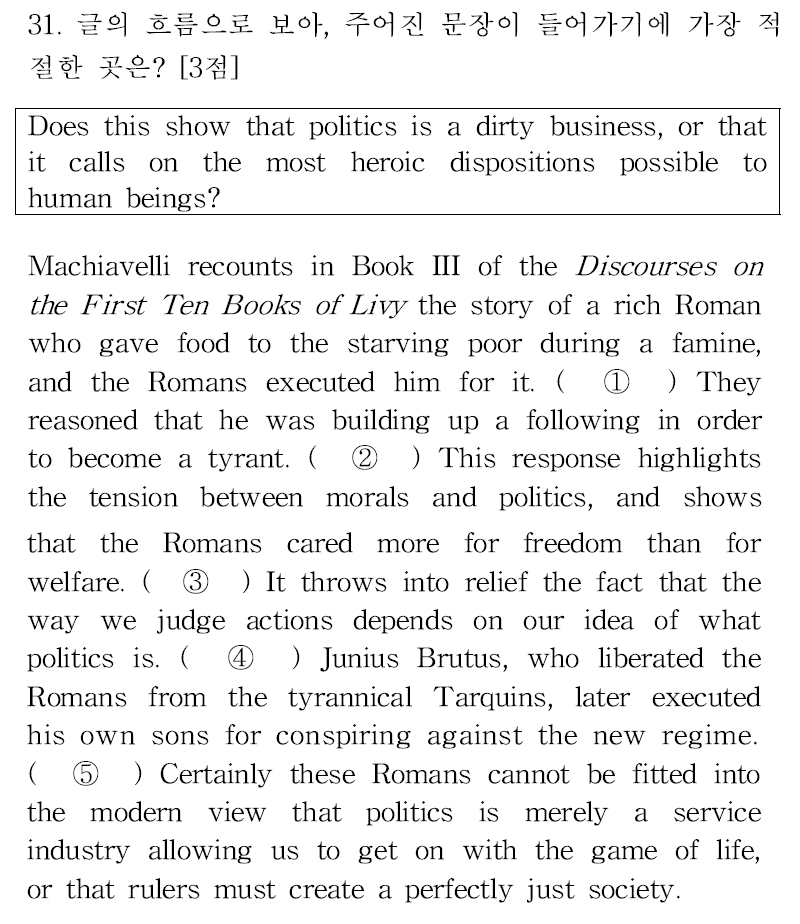 31. 글의 흐름으로 보아, 주어진 문장이 들어가기에 가장 적
절한 곳은? [3점]
Does this show that politics is a dirty business, or that
it calls on the most heroic dispositions possible to
human beings?
Machiavelli recounts in Book Ⅲ of the Discourses on
the First Ten Books of Livy the story of a rich Roman
who gave food to the starving poor during a famine,
and the Romans executed him for it. ( ① ) They
reasoned that he was building up a following in order
to become a tyrant. ( ② ) This response highlights
the tension between morals and politics, and shows
that the Romans cared more for freedom than for
welfare. ( ③ ) It throws into relief the fact that the
way we judge actions depends on our idea of what
politics is. ( ④ ) Junius Brutus, who liberated the
Romans from the tyrannical Tarquins, later executed
his own sons for conspiring against the new regime.
( ⑤ ) Certainly these Romans cannot be fitted into
the modern view that politics is merely a service
industry allowing us to get on with the game of life,
or that rulers must create a perfectly just society.